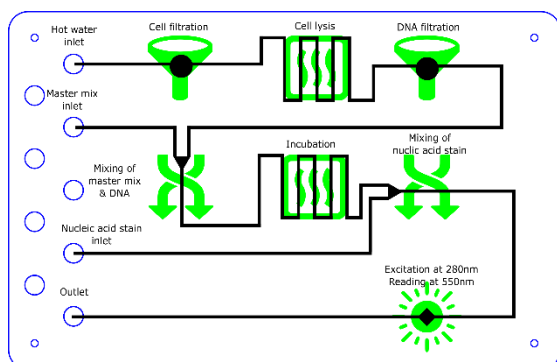 Hot water
inlet
Cell filtration
Cell lysis
DNA filtration
Master mix
inlet
Mixing of
master mix
& DNA
Incubation
Mixing of
nuclic acid stain
Nucleic acid stain
inlet
Outlet
Excitation at 280nm
Reading at 550nm